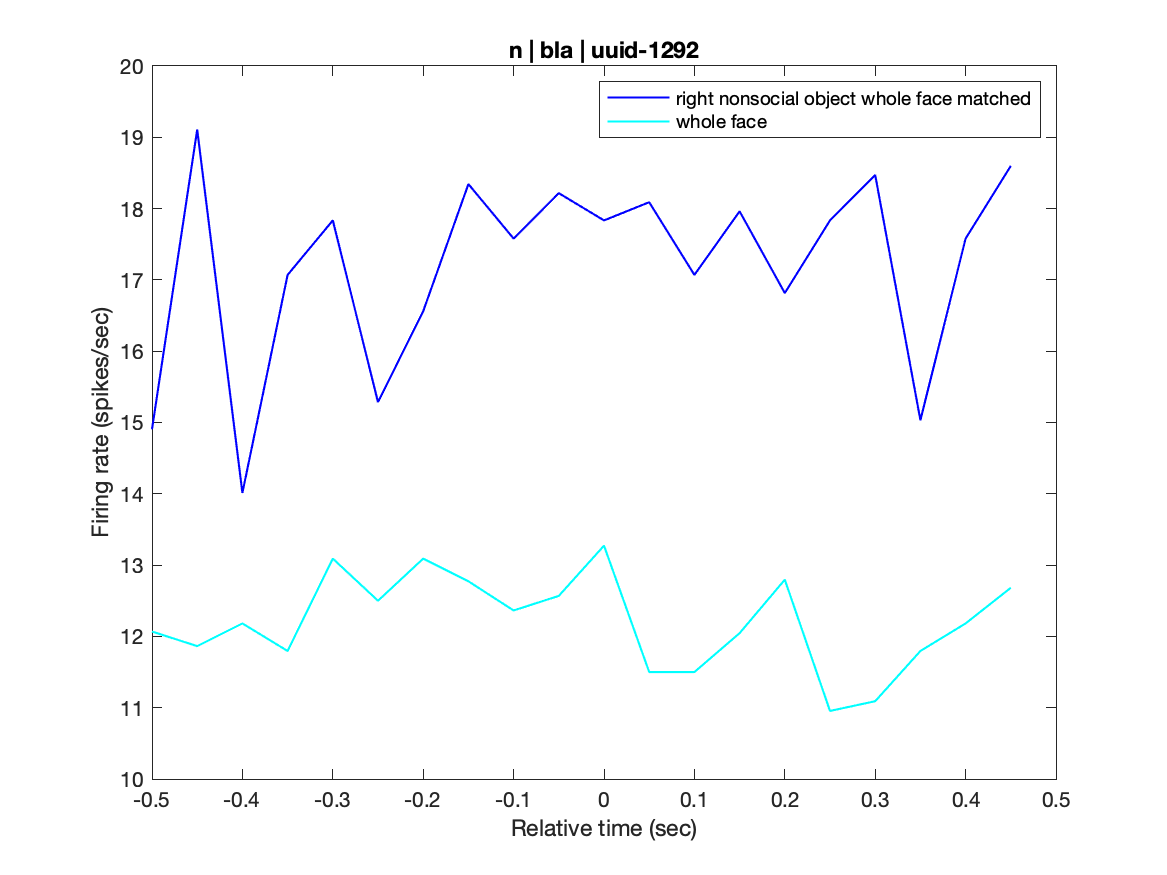 n | bla | uuid-1292
right nonsocial object whole face matched
whole face
20
19
18
17
16
15
14
13
12
11
10
Firing rate (spikes/sec)
-0.5 -0.4 -0.3 -0.2 -0.1 0 0.1 0.2 0.3 0.4 0.5
Relative time (sec)